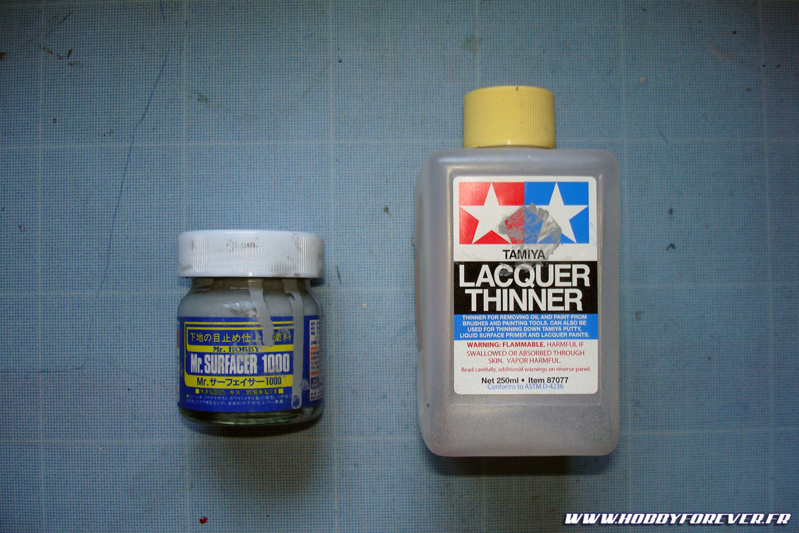 下地の目止め仕上げ塗料
Mr. HOBBY
Mr. SURFACER 1000
Mr.サーフェイサー1000
TAMIYA
LACQUER
THINNER
THINNER FOR REMOVING OIL AND PAINT FROM
BRUSHES AND PAINTING TOOLS. CAN ALSO BE
USED FOR THINNING DOWN TAMIYA PUTTY,
LIQUID SURFACE PRIMER AND LACQUER PAINTS.
WARNING: FLAMMABLE. HARMFUL IF
SWALLOWED OR ABSORBED THROUGH
SKIN. VAPOR HARMFUL.
Read carefully, additional warnings on reverse panel.
Net 250ml • Item 87077
Conforms to ASTM D-4236
WWW.HOBBYFOREVER.FR